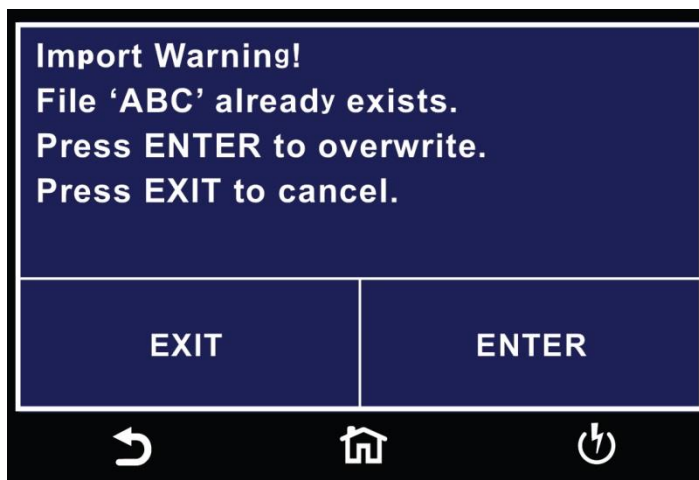 Import Warning!
File ‘ABC’ already exists.
Press ENTER to overwrite.
Press EXIT to cancel.
EXIT
ENTER